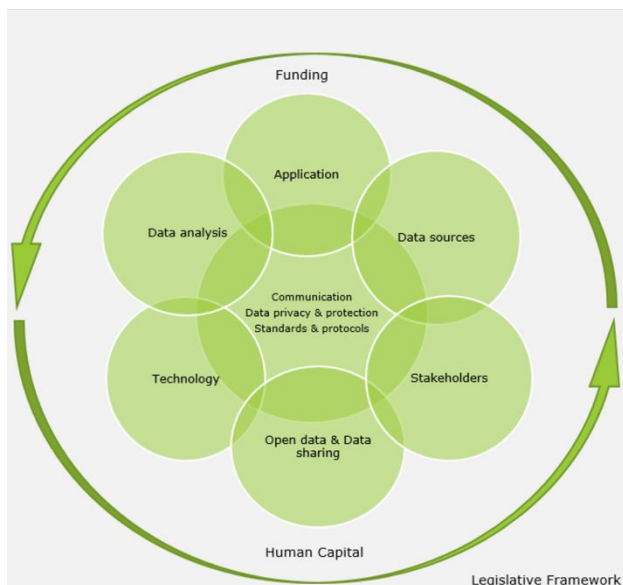 Funding
Application
Data analysis
Data sources
Communication
Data privacy & protection
Standards & protocols
Technology
Stakeholders
Open data & Data
sharing
Human Capital
Legislative Framework